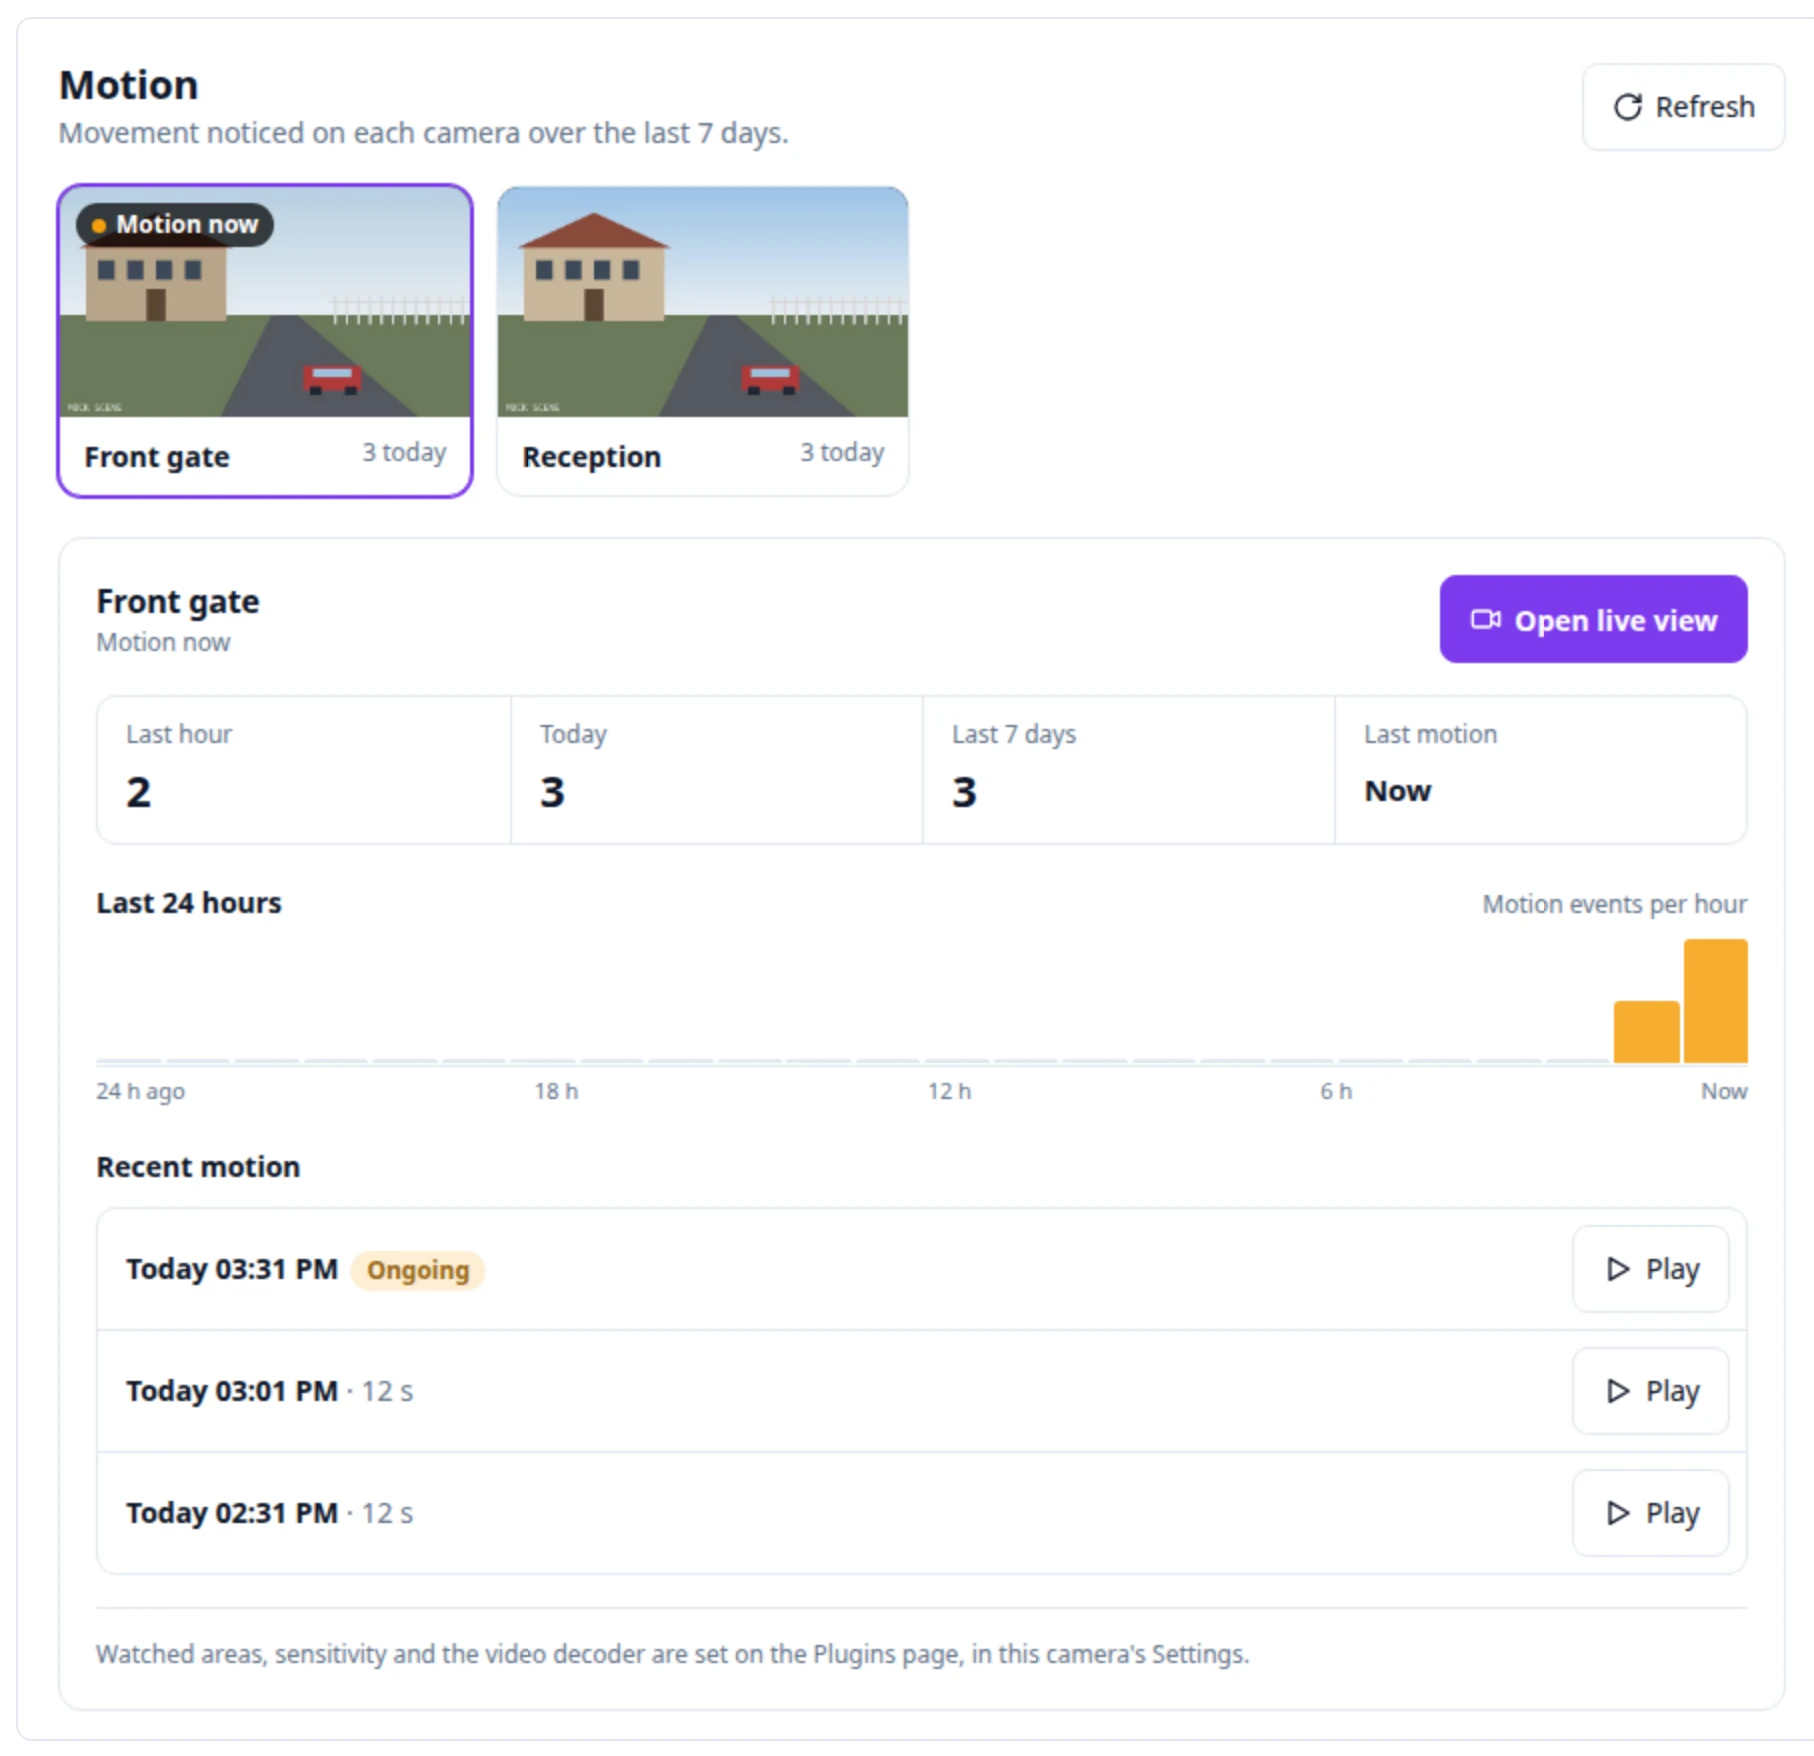 Motion
Refresh
Movement noticed on each camera over the last 7 days.
Motion now
MOCK SCENE
MOCK SCENE
Front gate
3 today
Reception
3 today
Front gate
Open live view
Motion now
Last hour
Today
Last 7 days
Last motion
2
3
3
Now
Last 24 hours
Motion events per hour
24 h ago
18 h
12 h
6 h
Now
Recent motion
Today 03:31 PM Ongoing
Play
Today 03:01 PM · 12 s
Play
Today 02:31 PM · 12 s
Play
Watched areas, sensitivity and the video decoder are set on the Plugins page, in this camera's Settings.